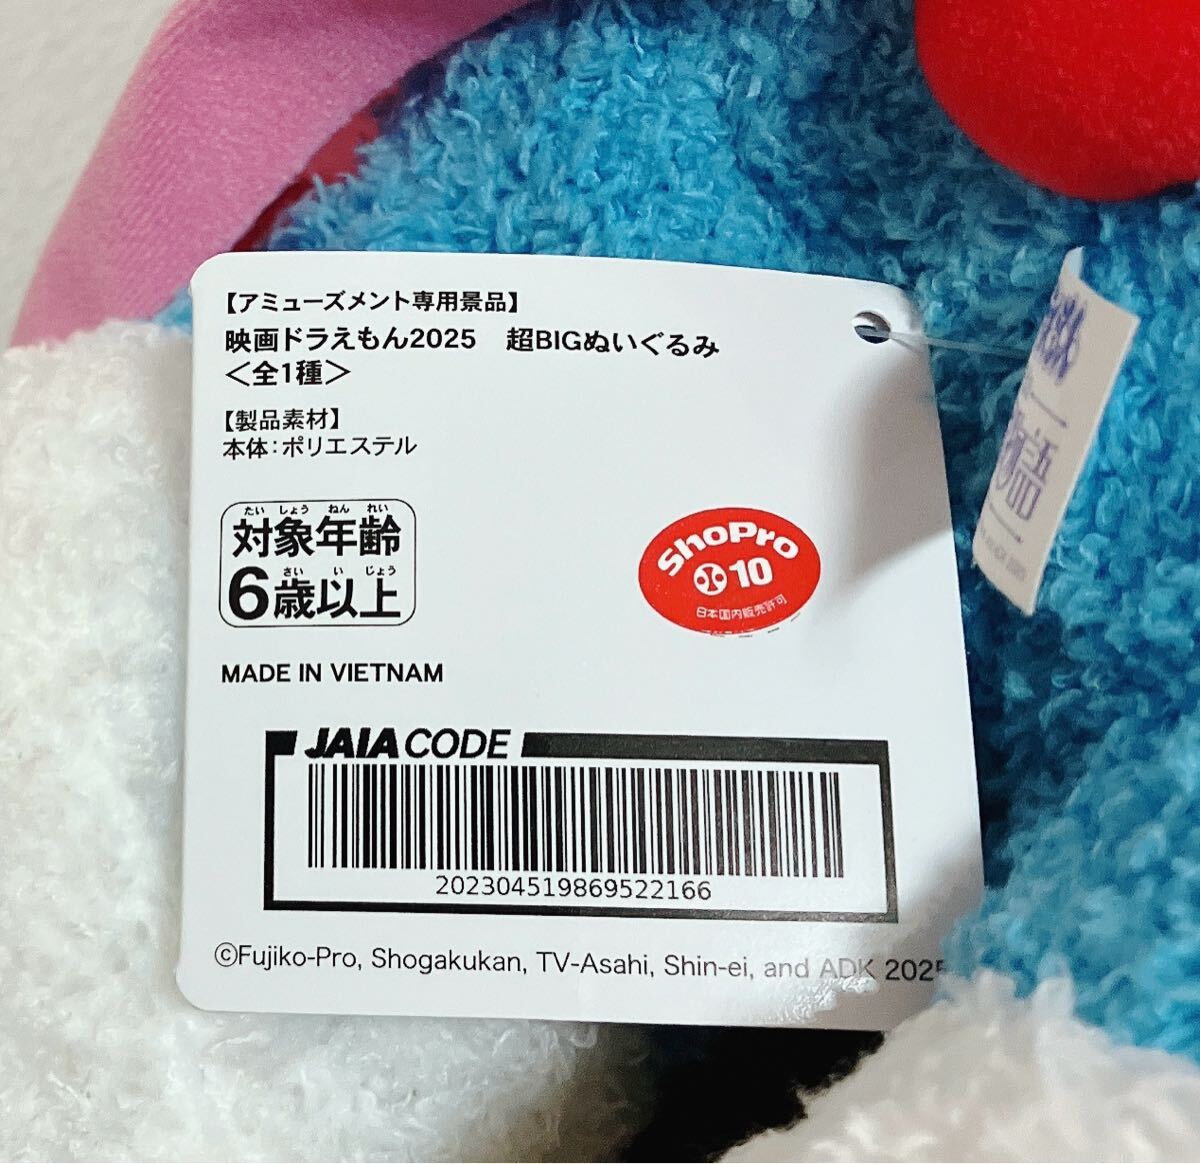 【アミューズメント専用景品】
映画ドラえもん2025　超BIGぬいぐるみ
＜全1種＞
【製品素材】
本体:ポリエステル
たい しょう ねん れい
対象年齢
さい い じょう
6歳以上
ShoPro
10
日本国内販売許可
MADE IN VIETNAM
JAIA CODE
202304519869522166
©Fujiko-Pro, Shogakukan, TV-Asahi, Shin-ei, and ADK 2025